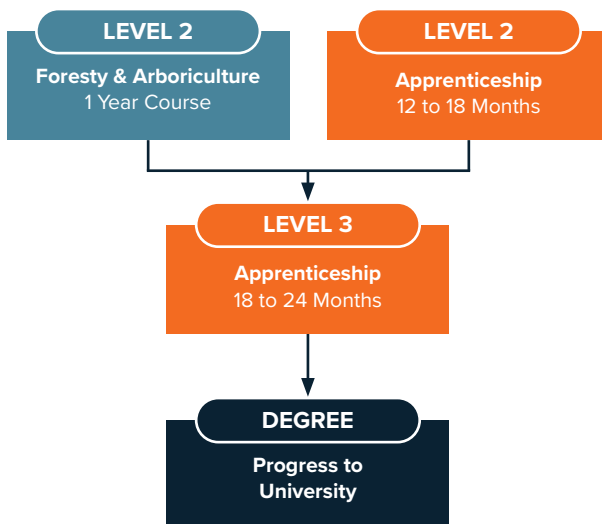 LEVEL 2
Foresty & Arboriculture
1 Year Course
LEVEL 2
Apprenticeship
12 to 18 Months
LEVEL 3
Apprenticeship
18 to 24 Months
DEGREE
Progress to
University